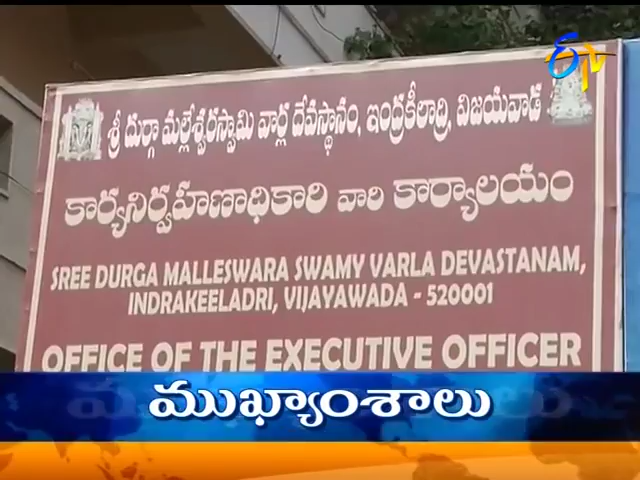 ETV
శ్రీ దుర్గా మల్లేశ్వరస్వామి వార్ల దేవస్థానం, ఇంద్రకీలాద్రి, విజయవాడ
కార్యనిర్వహణాధికారి వారి కార్యాలయం
SREE DURGA MALLESWARA SWAMY VARLA DEVASTANAM,
INDRAKEELADRI, VIJAYAWADA - 520001
OFFICE OF THE EXECUTIVE OFFICER
ముఖ్యాంశాలు